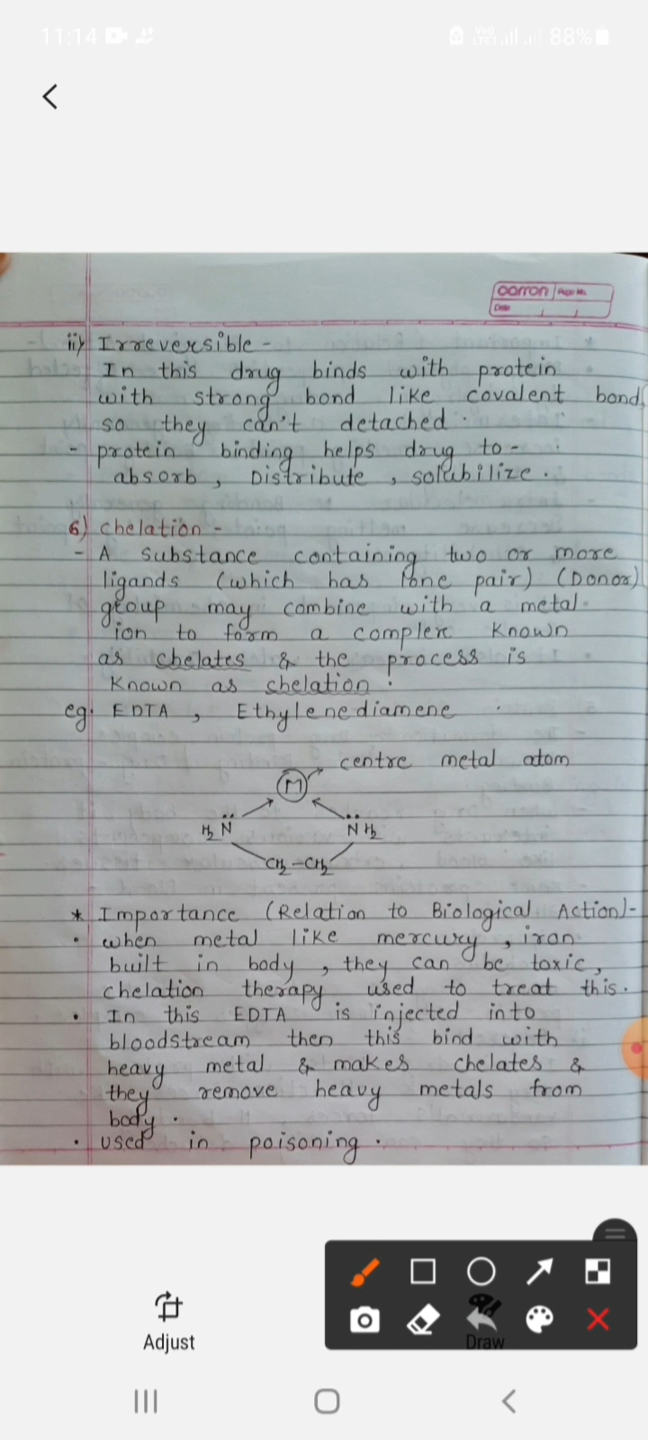 11:14
88%
oarron
Page No.
Date
ii) Irreversible -
In this drug binds with protein
with strong bond like covalent bond,
so they can't detached.
- protein binding helps drug to -
absorb, Distribute, solubilize.
6) chelation -
- A substance containing two or more
ligands (which has lone pair) (Donor)
group may combine with a metal
ion to form a complex known
as chelates & the process is
Known as chelation.
eg. EDTA, Ethylenediamene.
centre metal atom
M
H2N̈ N̈H2
CH2-CH2
* Importance (Relation to Biological Action)-
• when metal like mercury, iron
built in body, they can be toxic,
chelation therapy used to treat this.
• In this EDTA is injected into
bloodstream then this bind with
heavy metal & makes chelates &
they remove heavy metals from
body.
• used in poisoning.
Adjust
Draw